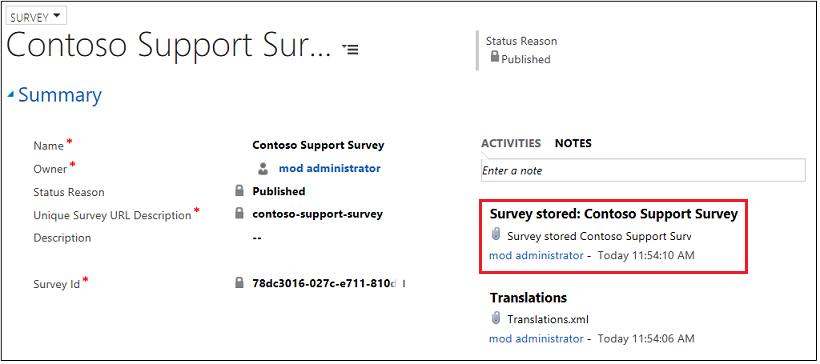 SURVEY
Contoso Support Sur...
Status Reason
Published
Summary
Name *
Contoso Support Survey
Owner *
mod administrator
Status Reason
Published
Unique Survey URL Description *
contoso-support-survey
Description
--
Survey Id *
78dc3016-027c-e711-810d
ACTIVITIES NOTES
Enter a note
Survey stored: Contoso Support Survey
Survey stored Contoso Support Surv
mod administrator - Today 11:54:10 AM
Translations
Translations.xml
mod administrator - Today 11:54:06 AM